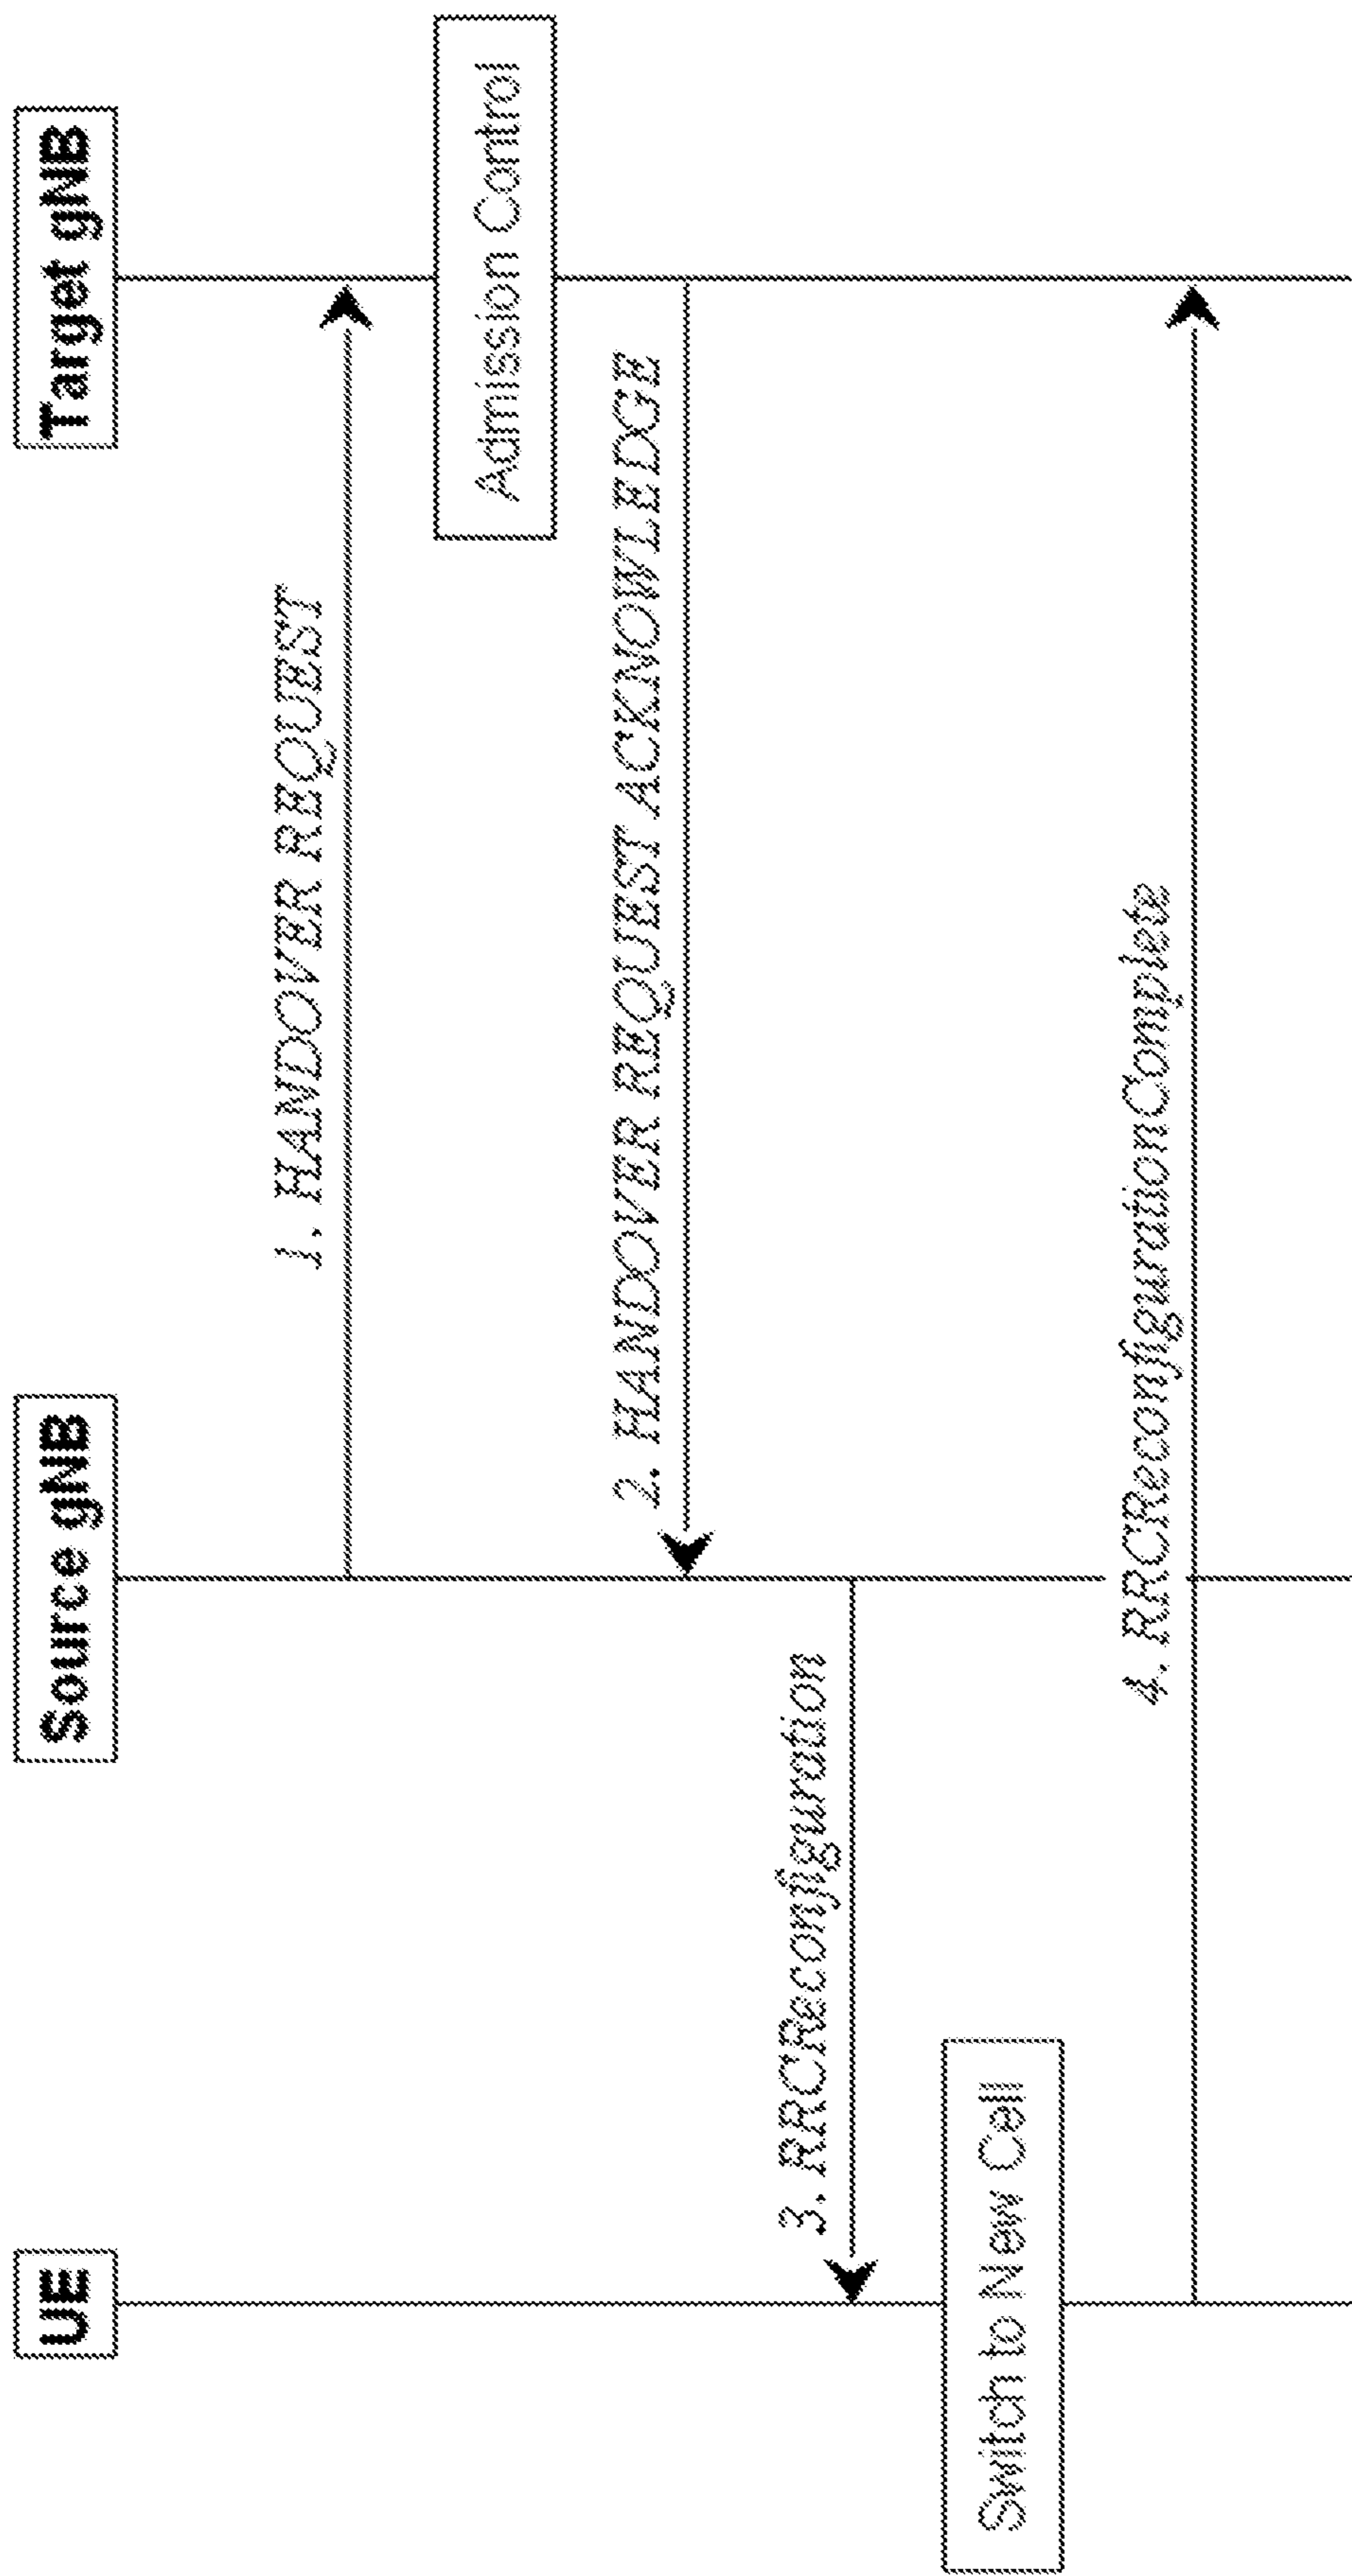 UE
Source gNB
Target gNB
1. HANDOVER REQUEST
Admission Control
2. HANDOVER REQUEST ACKNOWLEDGE
3. RRCReconfiguration
Switch to New Cell
4. RRCReconfigurationComplete